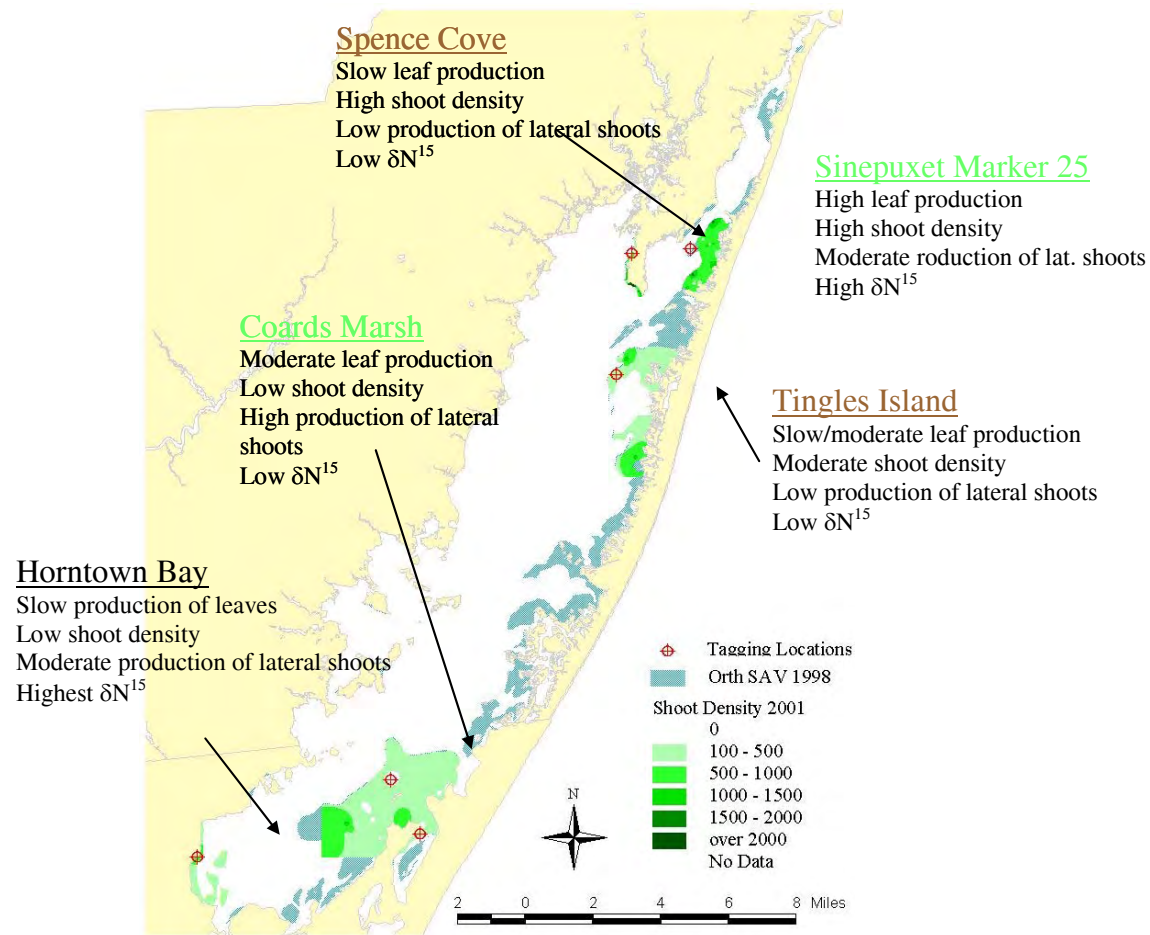 Spence Cove
Slow leaf production
High shoot density
Low production of lateral shoots
Low δN15
Sinepuxet Marker 25
High leaf production
High shoot density
Moderate roduction of lat. shoots
High δN15
Coards Marsh
Moderate leaf production
Low shoot density
High production of lateral
shoots
Low δN15
Tingles Island
Slow/moderate leaf production
Moderate shoot density
Low production of lateral shoots
Low δN15
Horntown Bay
Slow production of leaves
Low shoot density
Moderate production of lateral shoots
Highest δN15
Tagging Locations
Orth SAV 1998
Shoot Density 2001
0
100 - 500
500 - 1000
1000 - 1500
1500 - 2000
over 2000
No Data
N
2 0 2 4 6 8 Miles